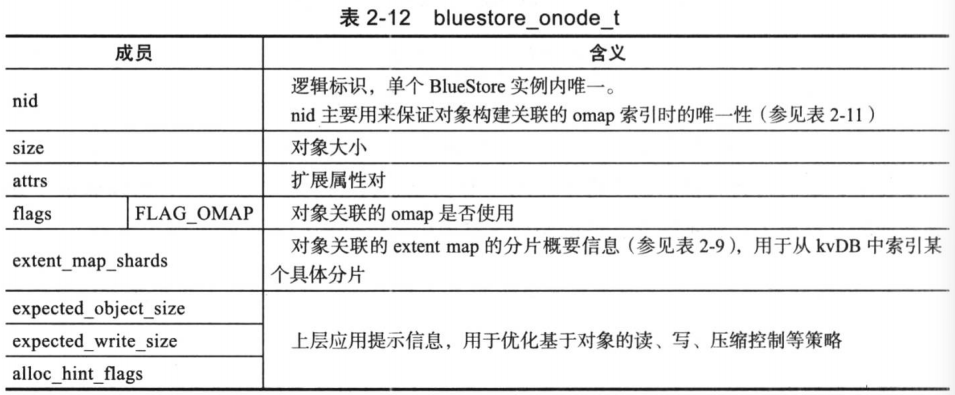 表 2-12 bluestore_onode_t
成员 含义
nid
逻辑标识，单个 BlueStore 实例内唯一。
nid 主要用来保证对象构建关联的 omap 索引时的唯一性（参见表 2-11）
size 对象大小
attrs 扩展属性对
flags FLAG_OMAP 对象关联的 omap 是否使用
extent_map_shards
对象关联的 extent map 的分片概要信息（参见表 2-9），用于从 kvDB 中索引某
个具体分片
expected_object_size
expected_write_size
alloc_hint_flags
上层应用提示信息，用于优化基于对象的读、写、压缩控制等策略